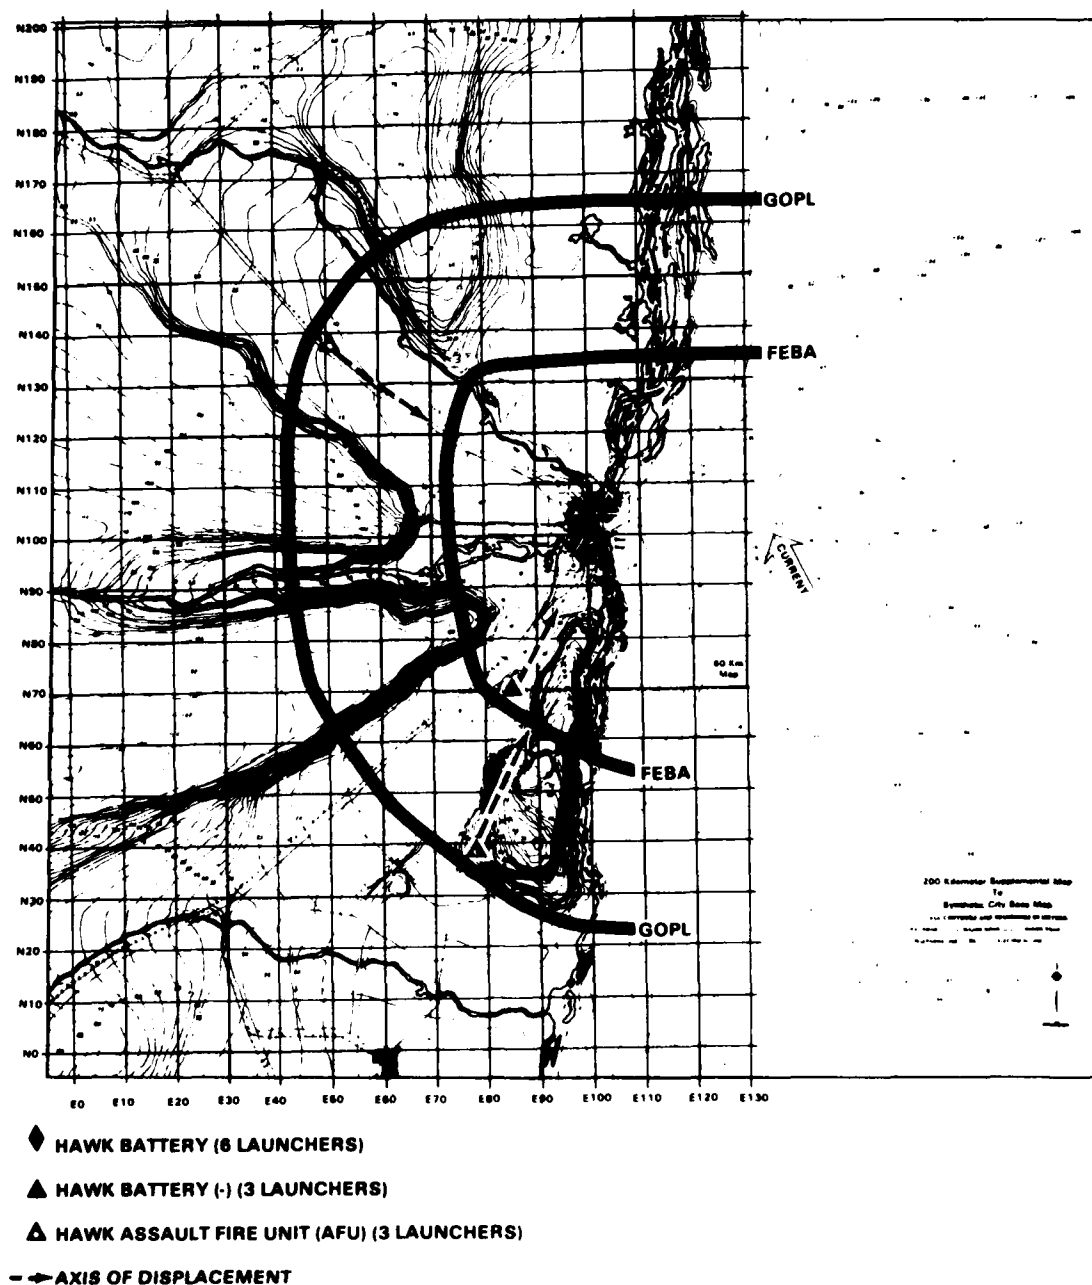 N200
N190
N180
N170
GOPL
N160
N150
N140
FEBA
N130
N120
N110
N100
CURRENT
N90
N80
60 Km
Map
N70
N60
FEBA
N50
N40
200 Kilometer Supplemental Map
To
Synthetic City Base Map
N30
GOPL
N20
N10
N0
E0 E10 E20 E30 E40 E50 E60 E70 E80 E90 E100 E110 E120 E130
HAWK BATTERY (6 LAUNCHERS)
HAWK BATTERY (-) (3 LAUNCHERS)
HAWK ASSAULT FIRE UNIT (AFU) (3 LAUNCHERS)
AXIS OF DISPLACEMENT